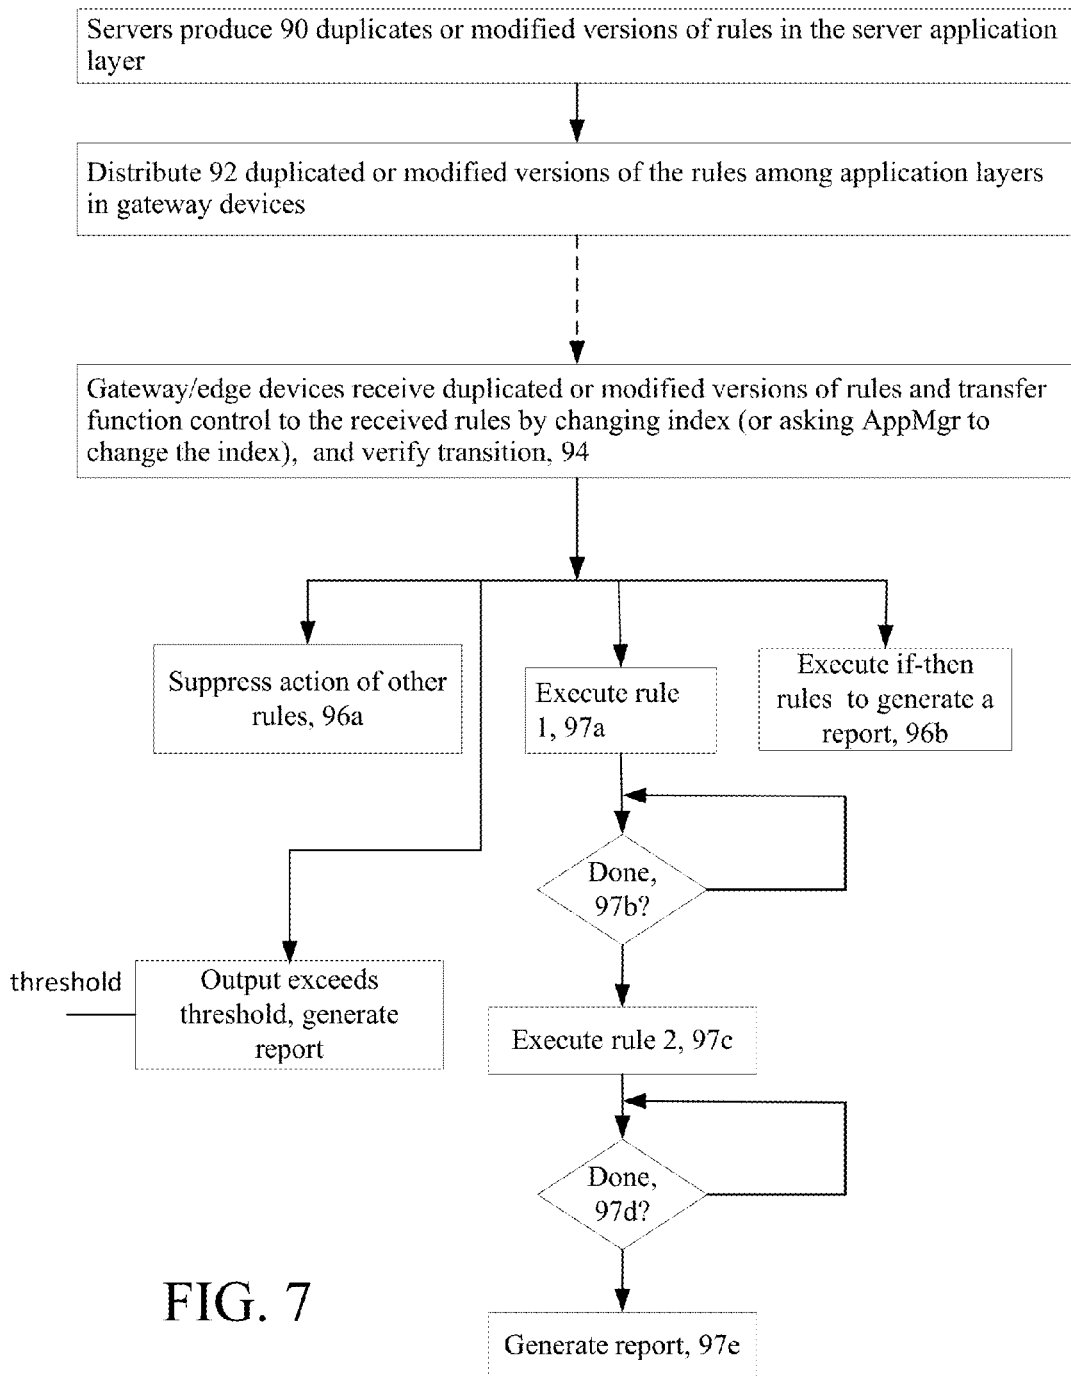 Servers produce 90 duplicates or modified versions of rules in the server application
layer
Distribute 92 duplicated or modified versions of the rules among application layers
in gateway devices
Gateway/edge devices receive duplicated or modified versions of rules and transfer
function control to the received rules by changing index (or asking AppMgr to
change the index), and verify transition, 94
Suppress action of other
rules, 96a
Execute rule
1, 97a
Execute if-then
rules to generate a
report, 96b
Done,
97b?
threshold
Output exceeds
threshold, generate
report
Execute rule 2, 97c
Done,
97d?
FIG. 7
Generate report, 97e